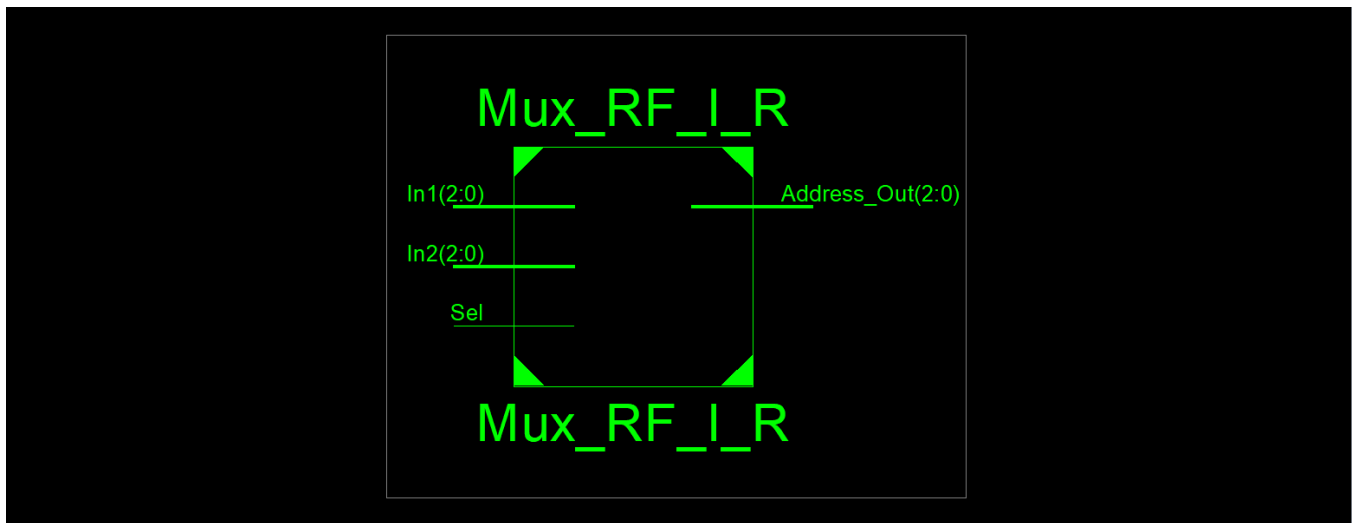 Mux_RF_I_R
In1(2:0)
Address_Out(2:0)
In2(2:0)
Sel
Mux_RF_I_R